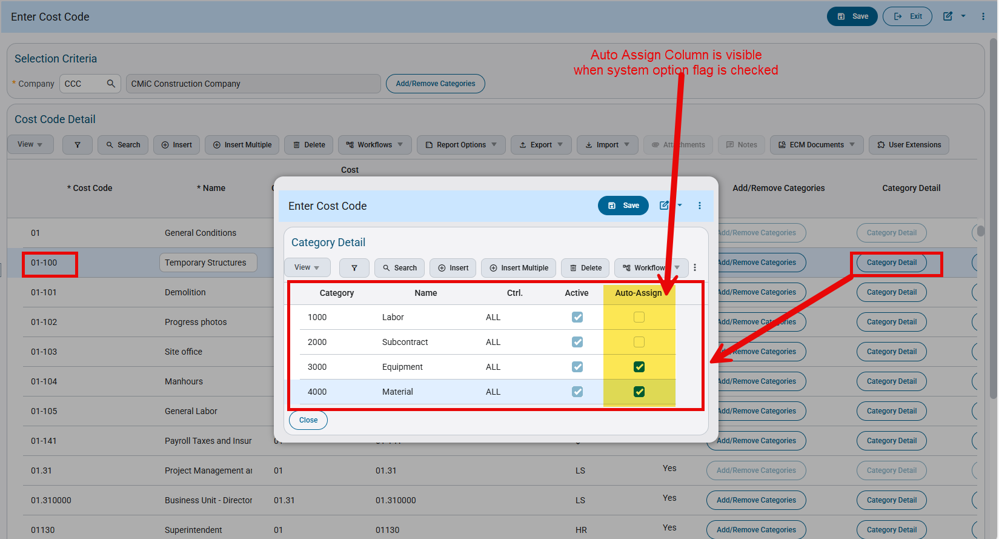 Enter Cost Code
Save Exit
Auto Assign Column is visible
when system option flag is checked
Selection Criteria
* Company CCC CMiC Construction Company Add/Remove Categories
Cost Code Detail
View Search Insert Insert Multiple Delete Workflows Report Options Export Import Attachments Notes ECM Documents User Extensions
Cost
* Cost Code * Name Add/Remove Categories Category Detail
01 General Conditions Add/Remove Categories Category Detail
01-100 Temporary Structures Add/Remove Categories Category Detail
01-101 Demolition Add/Remove Categories Category Detail
01-102 Progress photos Add/Remove Categories Category Detail
01-103 Site office Add/Remove Categories Category Detail
01-104 Manhours Add/Remove Categories Category Detail
01-105 General Labor Add/Remove Categories Category Detail
01-141 Payroll Taxes and Insur Add/Remove Categories Category Detail
01.31 Project Management ar 01 01.31 LS Yes Add/Remove Categories Category Detail
01.310000 Business Unit - Director 01.31 01.310000 LS Yes Add/Remove Categories Category Detail
01130 Superintendent 01 01130 HR Yes Add/Remove Categories Category Detail
Enter Cost Code
Save
Category Detail
View Search Insert Insert Multiple Delete Workflow
Category Name Ctrl. Active Auto-Assign
1000 Labor ALL
2000 Subcontract ALL
3000 Equipment ALL
4000 Material ALL
Close